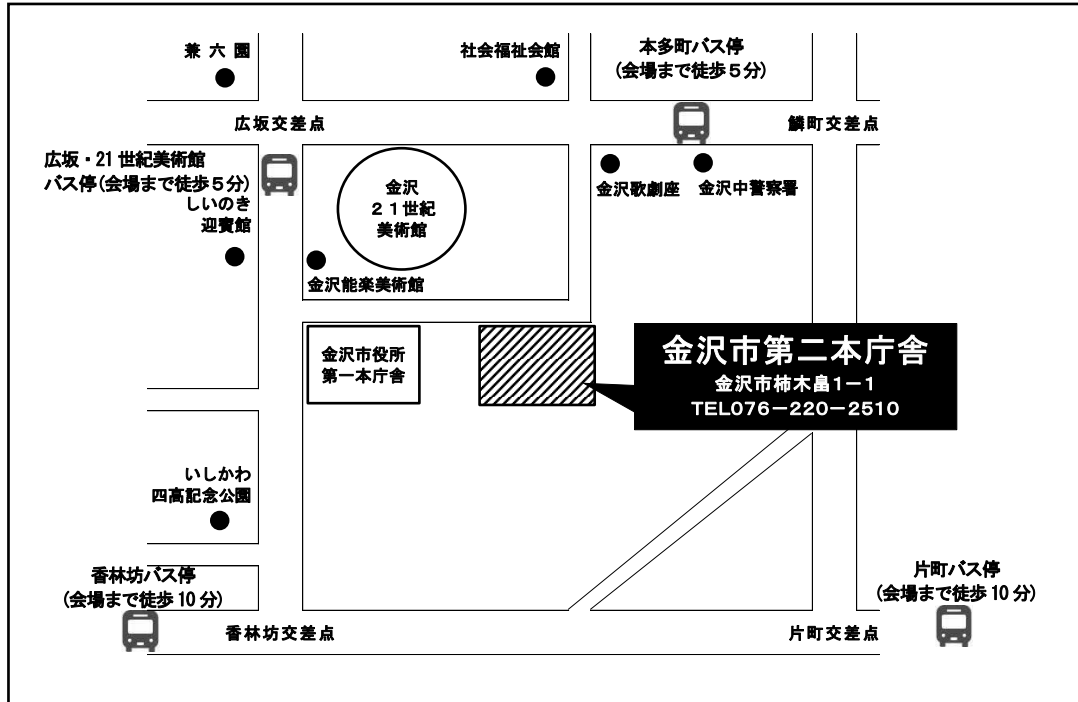 兼六園
社会福祉会館
本多町バス停
(会場まで徒歩５分)
広坂交差点
鱗町交差点
広坂・21世紀美術館
バス停(会場まで徒歩５分)
しいのき
迎賓館
金沢
２１世紀
美術館
金沢歌劇座
金沢中警察署
金沢能楽美術館
金沢市役所
第一本庁舎
金沢市第二本庁舎
金沢市柿木畠１－１
TEL076－220－2510
いしかわ
四高記念公園
香林坊バス停
(会場まで徒歩10分)
片町バス停
(会場まで徒歩10分)
香林坊交差点
片町交差点